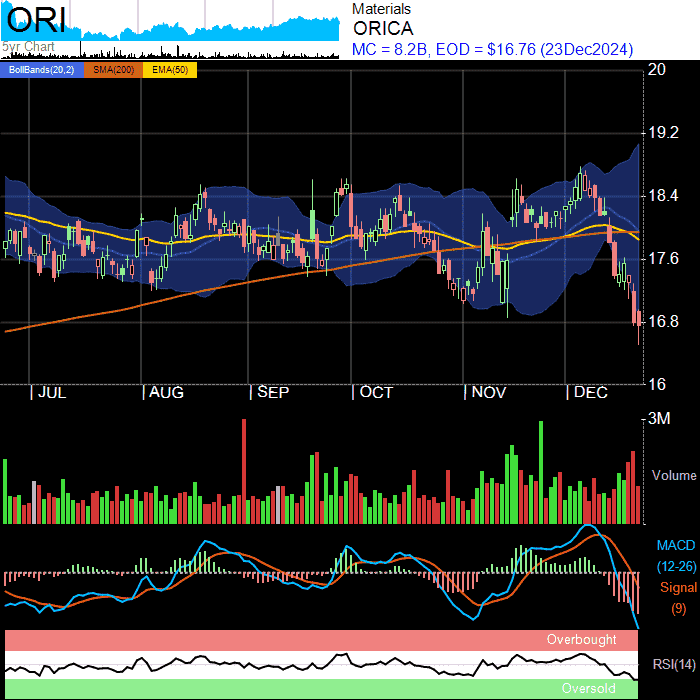 ORI
5yr Chart
Materials
ORICA
MC = 8.2B, EOD = $16.76 (23Dec2024)
BollBands(20,2) SMA(200) EMA(50)
20
19.2
18.4
17.6
16.8
16
JUL AUG SEP OCT NOV DEC
3M
Volume
MACD
(12-26)
Signal
(9)
Overbought
RSI(14)
Oversold